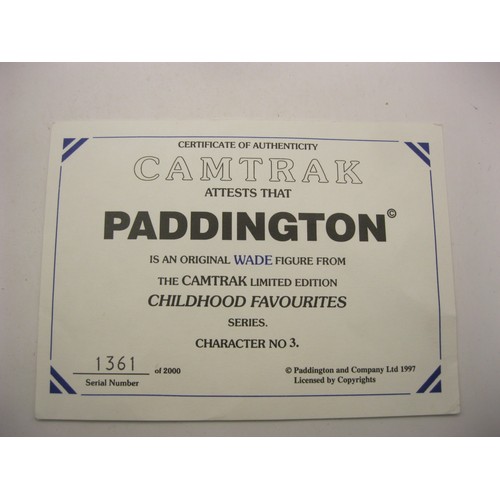 CERTIFICATE OF AUTHENTICITY
CAMTRAK
ATTESTS THAT
PADDINGTON©
IS AN ORIGINAL WADE FIGURE FROM
THE CAMTRAK LIMITED EDITION
CHILDHOOD FAVOURITES
SERIES.
CHARACTER NO 3.
1361 of 2000
Serial Number
© Paddington and Company Ltd 1997
Licensed by Copyrights